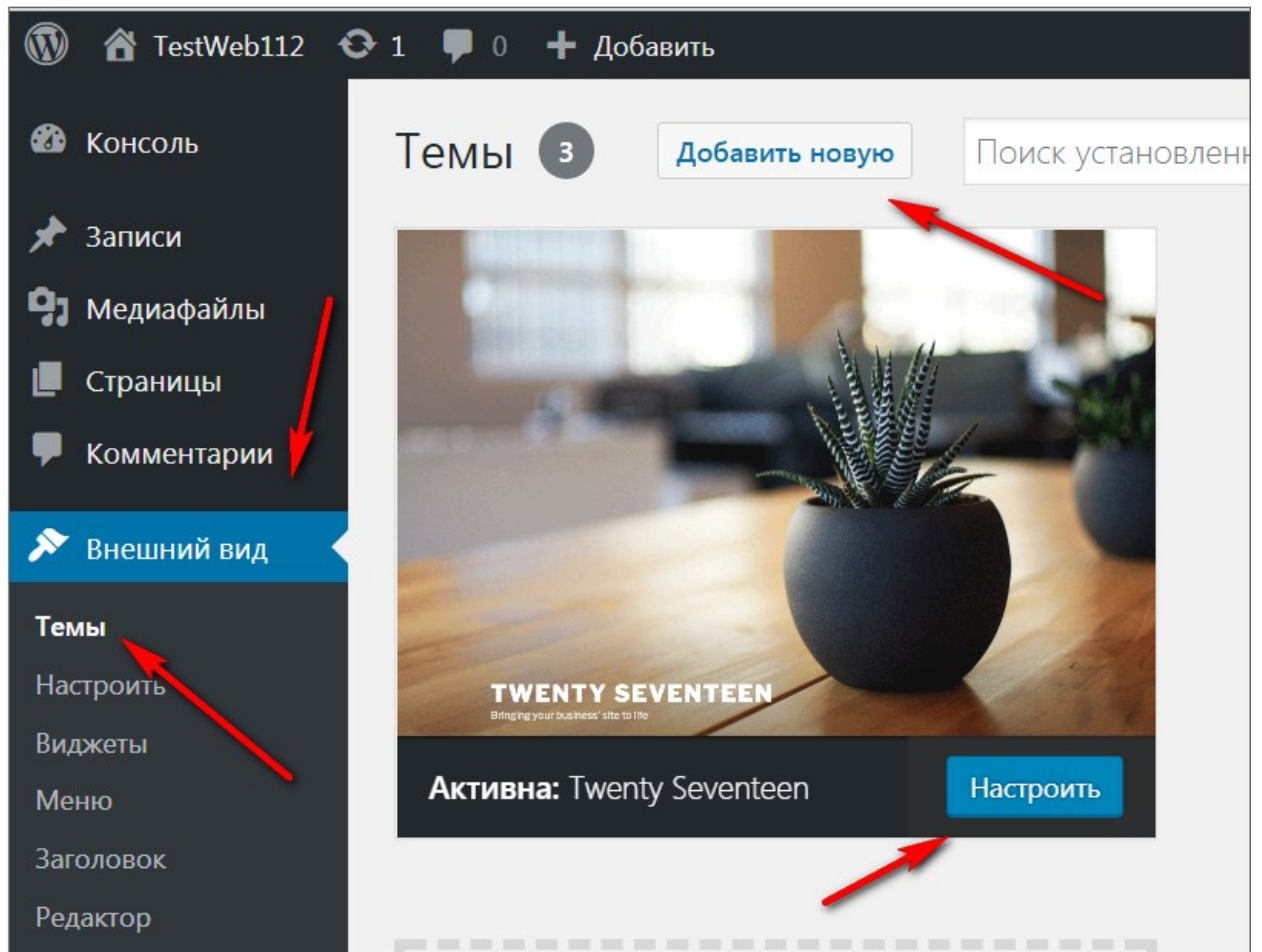 TestWeb112 1 0 Добавить
Консоль
Записи
Медиафайлы
Страницы
Комментарии
Внешний вид
Темы
Настроить
Виджеты
Меню
Заголовок
Редактор
Темы 3 Добавить новую Поиск установленн
TWENTY SEVENTEEN
Bringing your business' site to life
Активна: Twenty Seventeen Настроить